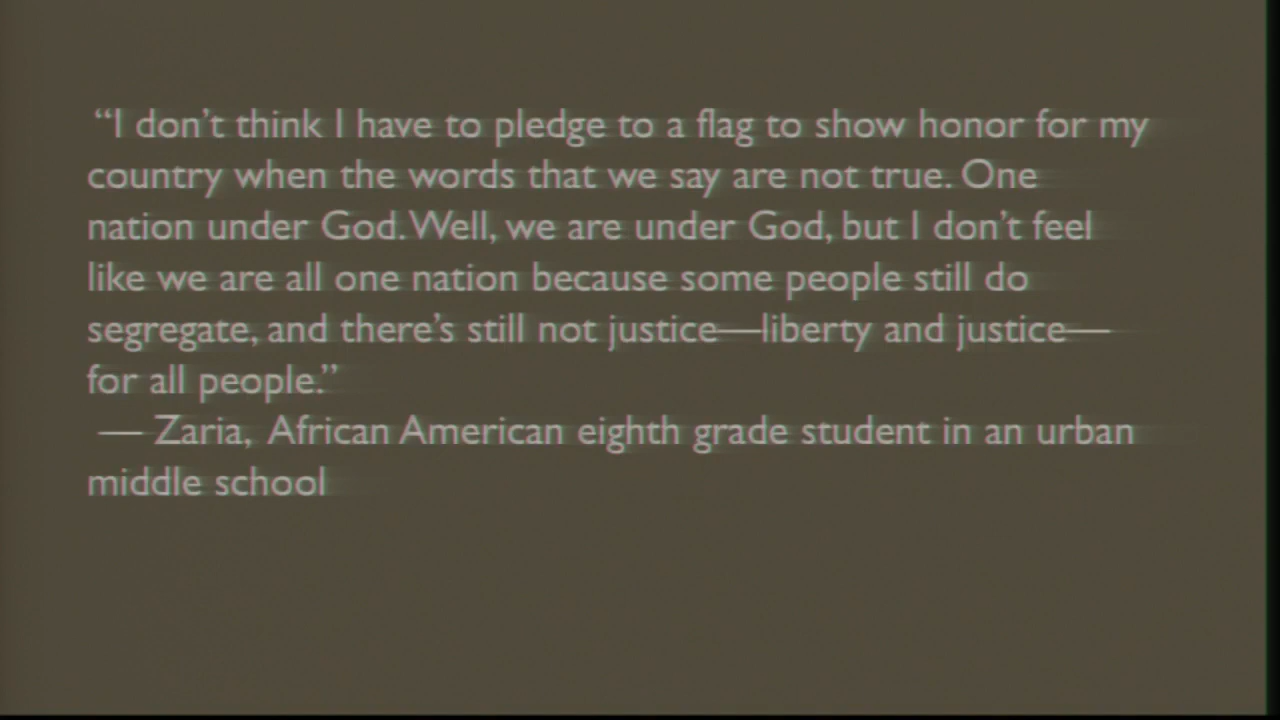 “I don’t think I have to pledge to a flag to show honor for my
country when the words that we say are not true. One
nation under God. Well, we are under God, but I don’t feel
like we are all one nation because some people still do
segregate, and there’s still not justice—liberty and justice—
for all people.”
— Zaria, African American eighth grade student in an urban
middle school